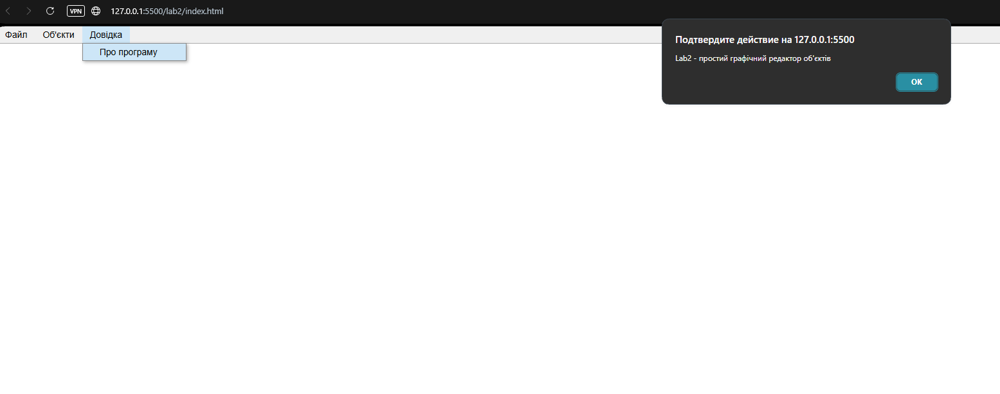 VPN 127.0.0.1:5500/lab2/index.html
Файл Об'єкти Довідка
Про програму
Подтвердите действие на 127.0.0.1:5500
Lab2 - простий графічний редактор об'єктів
ОК